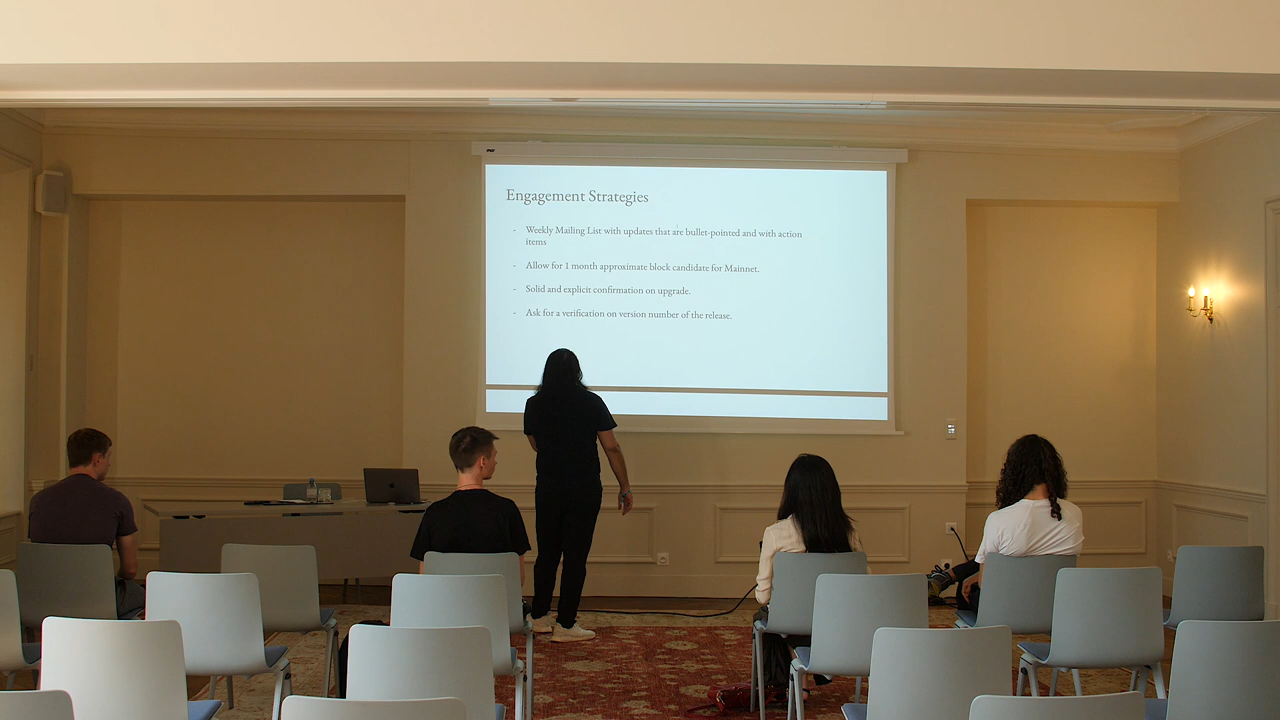 Engagement Strategies
- Weekly Mailing List with updates that are bullet-pointed and with action
items
- Allow for 1 month approximate block candidate for Mainnet.
- Solid and explicit confirmation on upgrade.
- Ask for a verification on version number of the release.